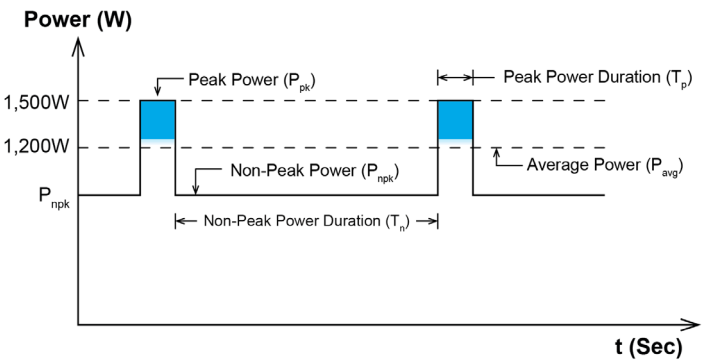 Power (W)
Peak Power (Ppk)
Peak Power Duration (Tp)
1,500W
1,200W
Non-Peak Power (Pnpk)
Average Power (Pavg)
Pnpk
Non-Peak Power Duration (Tn)
t (Sec)